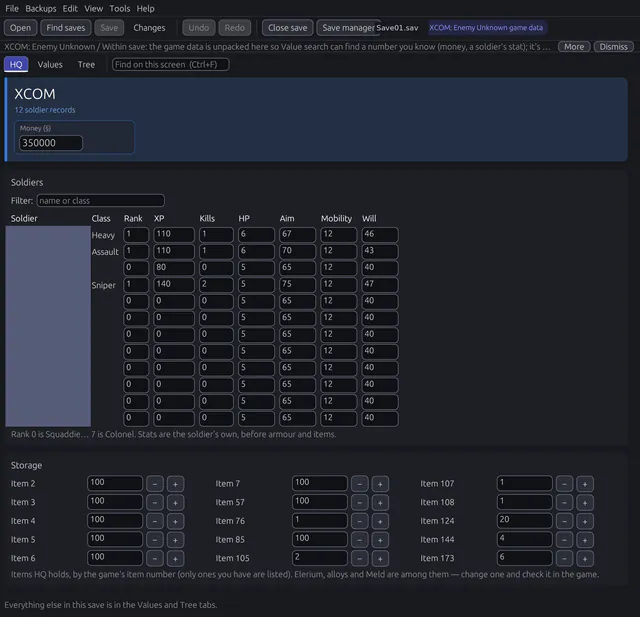 File Backups Edit View Tools Help
Open Find saves Save Changes Undo Redo Close save Save manager Save01.sav XCOM: Enemy Unknown game data
XCOM: Enemy Unknown / Within save: the game data is unpacked here so Value search can find a number you know (money, a soldier's stat); it's ... More Dismiss
HQ Values Tree Find on this screen (Ctrl+F)
XCOM
12 soldier records
Money (§)
350000
Soldiers
Filter: name or class
Soldier Class Rank XP Kills HP Aim Mobility Will
Heavy 1 110 1 6 67 12 46
Assault 1 110 1 6 70 12 43
0 80 0 5 65 12 40
Sniper 1 140 2 5 75 12 47
0 0 0 5 65 12 40
0 0 0 5 65 12 40
0 0 0 5 65 12 40
0 0 0 5 65 12 40
0 0 0 5 65 12 40
0 0 0 5 65 12 40
0 0 0 5 65 12 40
0 0 0 5 65 12 40
Rank 0 is Squaddie... 7 is Colonel. Stats are the soldier's own, before armour and items.
Storage
Item 2 100 − + Item 7 100 − + Item 107 1 − +
Item 3 100 − + Item 57 100 − + Item 108 1 − +
Item 4 100 − + Item 76 1 − + Item 124 20 − +
Item 5 100 − + Item 85 100 − + Item 144 4 − +
Item 6 100 − + Item 105 2 − + Item 173 6 − +
Items HQ holds, by the game's item number (only ones you have are listed). Elerium, alloys and Meld are among them — change one and check it in the game.
Everything else in this save is in the Values and Tree tabs.